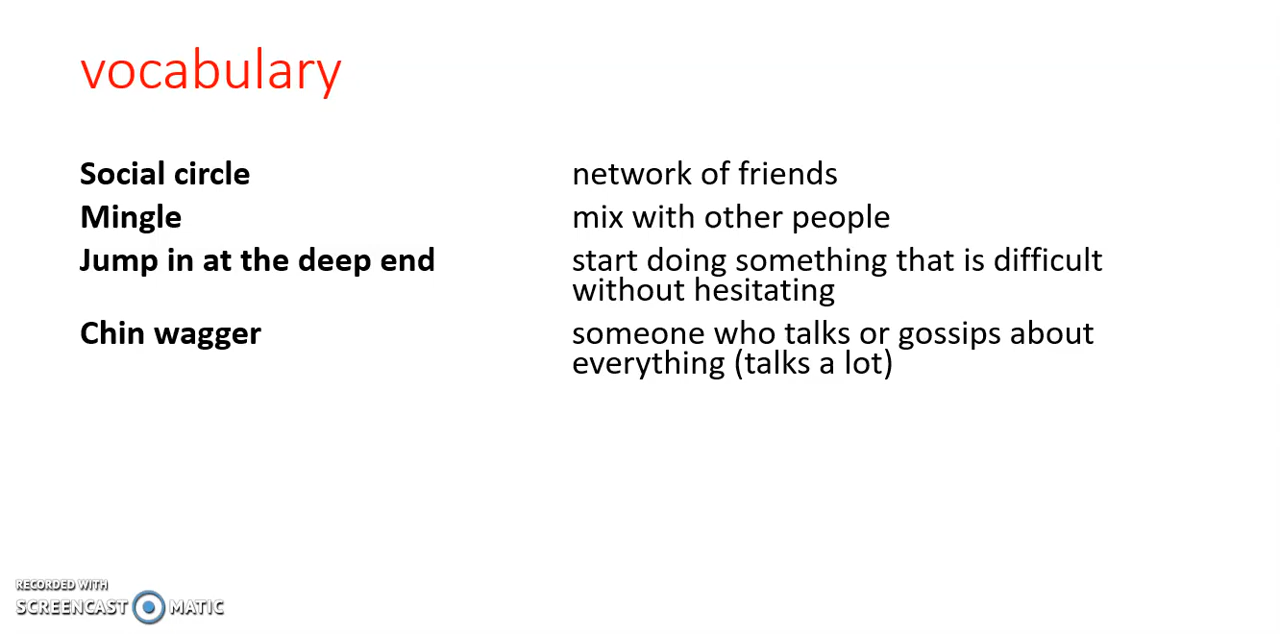 vocabulary
Social circle network of friends
Mingle mix with other people
Jump in at the deep end start doing something that is difficult
without hesitating
Chin wagger someone who talks or gossips about
everything (talks a lot)
RECORDED WITH
SCREENCAST MATIC